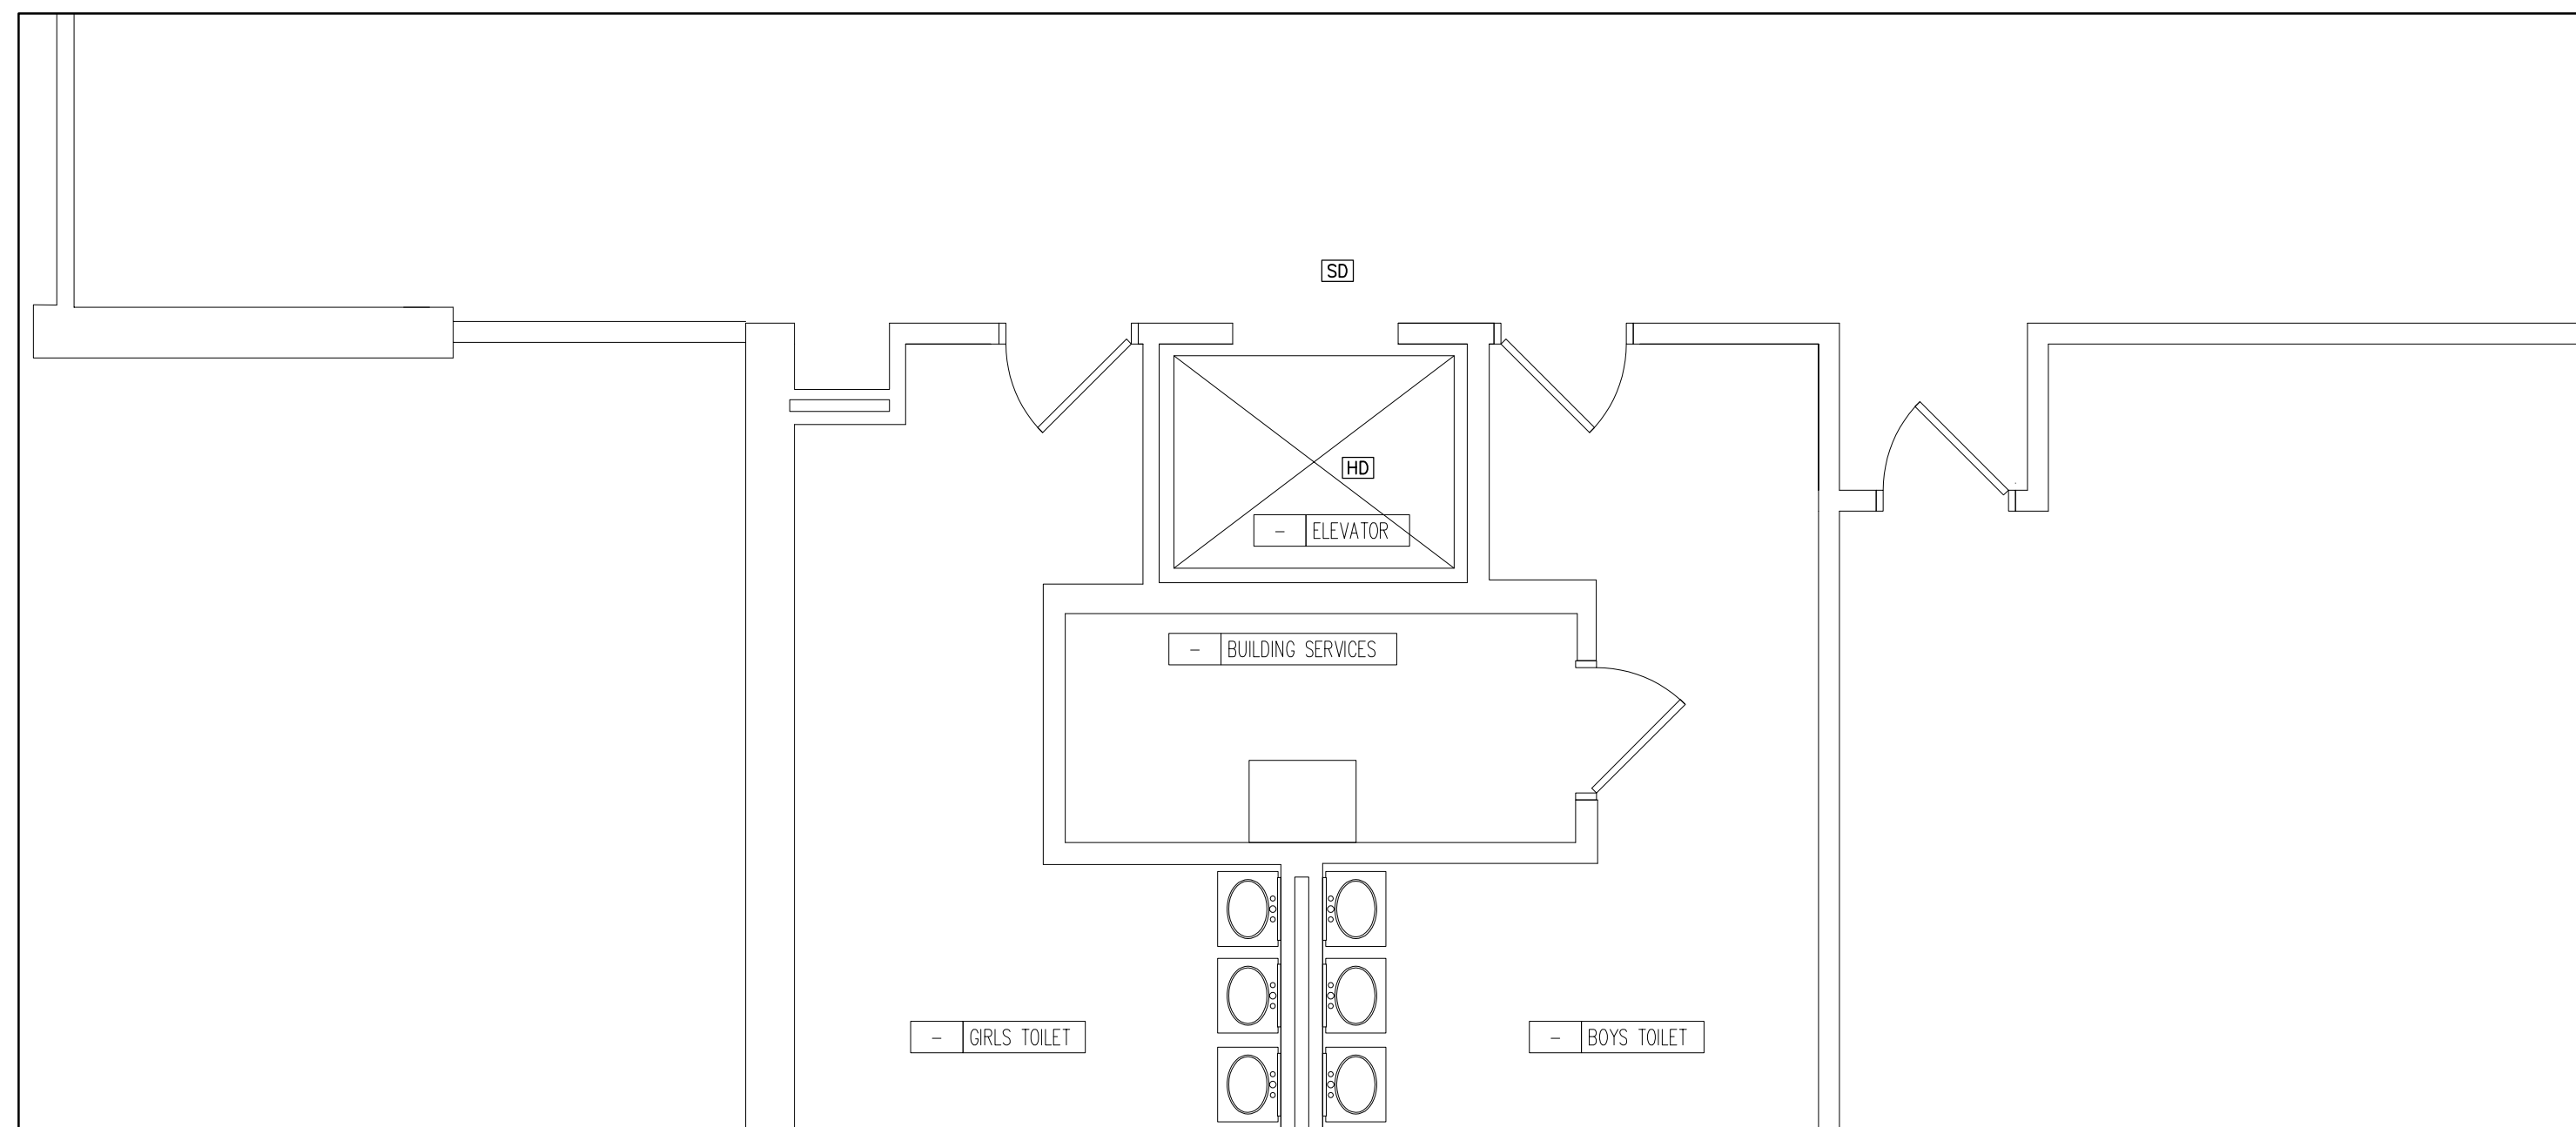 SD
HD
- ELEVATOR
- BUILDING SERVICES
- GIRLS TOILET
- BOYS TOILET